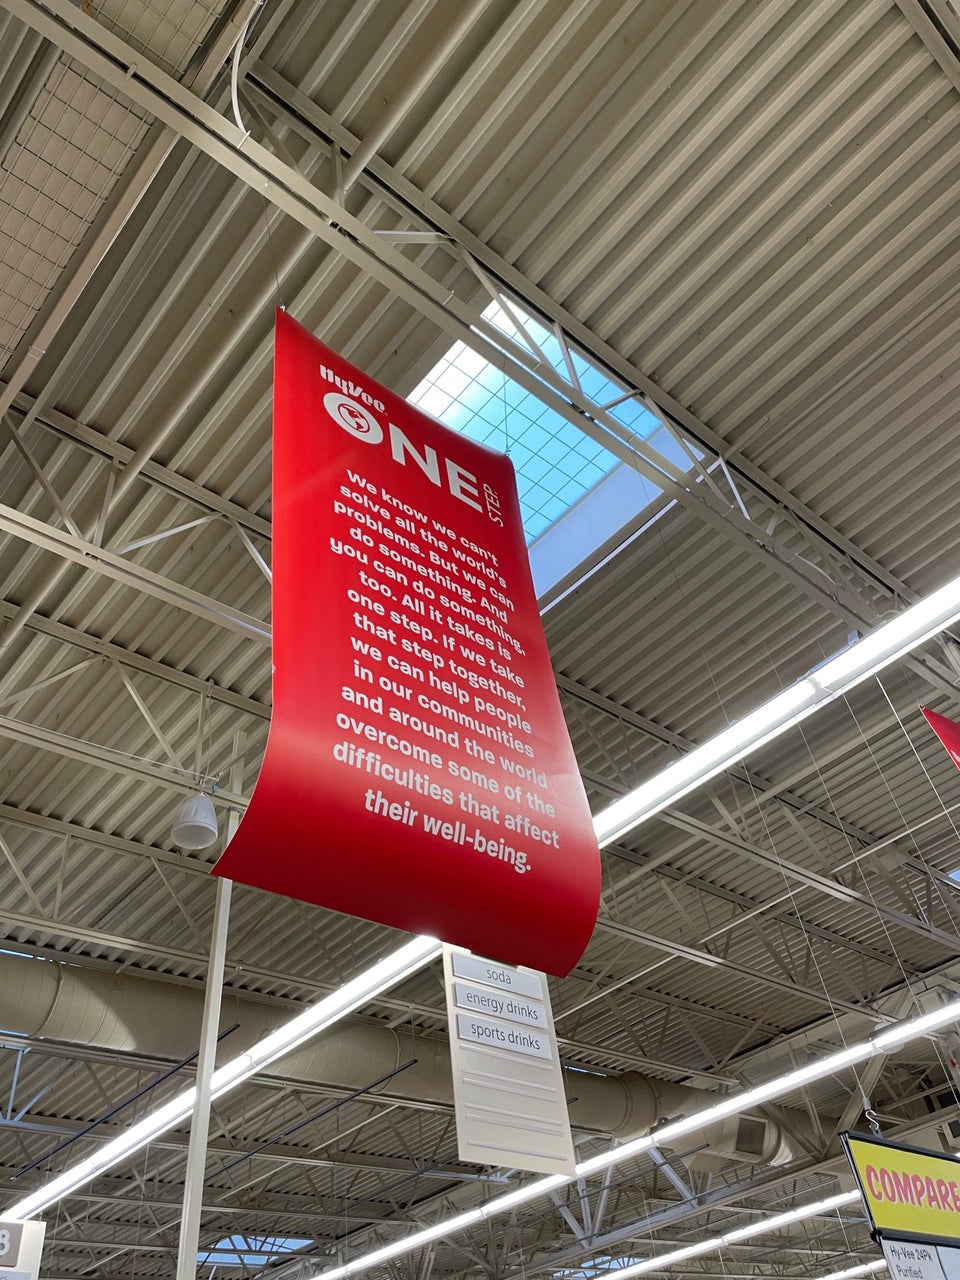 HyVee
ONE
STEP
We know we can't
solve all the world's
problems. But we can
do something. And
you can do something,
too. All it takes is
one step. If we take
that step together,
we can help people
in our communities
and around the world
overcome some of the
difficulties that affect
their well-being.
soda
energy drinks
sports drinks
COMPARE
Hy-Vee 24Pk
Purified
8